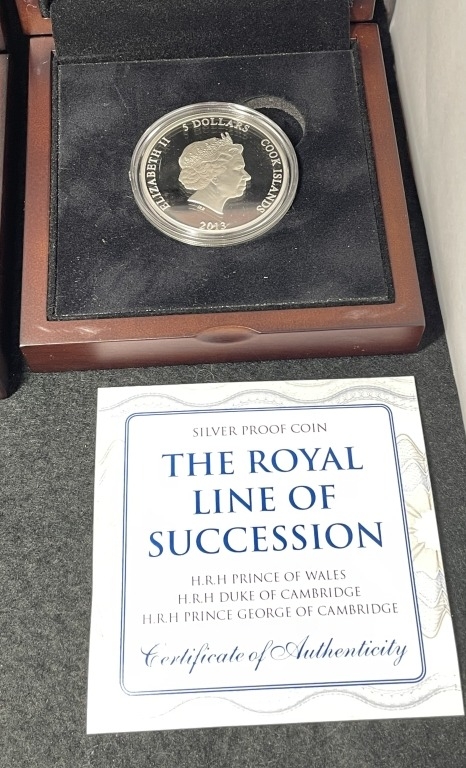 ELIZABETH II 5 DOLLARS COOK ISLANDS
2013
SILVER PROOF COIN
THE ROYAL
LINE OF
SUCCESSION
H.R.H PRINCE OF WALES
H.R.H DUKE OF CAMBRIDGE
H.R.H PRINCE GEORGE OF CAMBRIDGE
Certificate of Authenticity